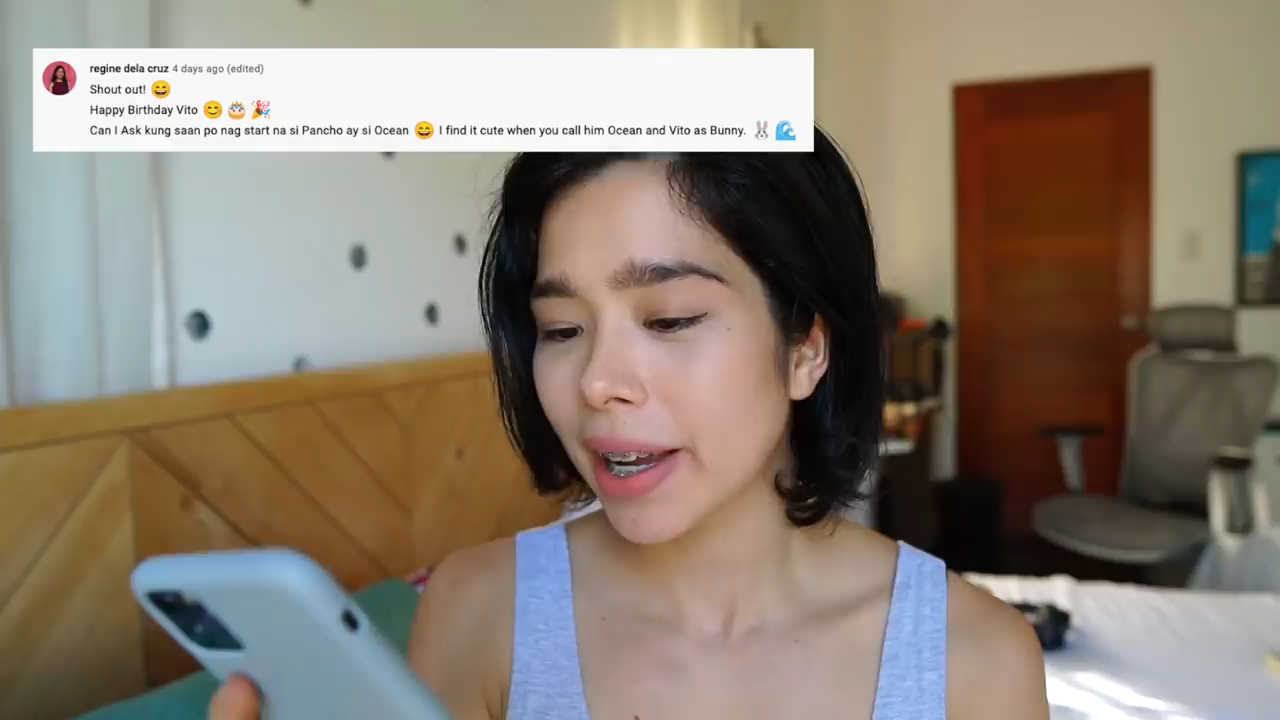 regine dela cruz 4 days ago (edited)
Shout out! 😄
Happy Birthday Vito 😊 🎂 🎉
Can I Ask kung saan po nag start na si Pancho ay si Ocean 😄 I find it cute when you call him Ocean and Vito as Bunny. 🐰 🌊